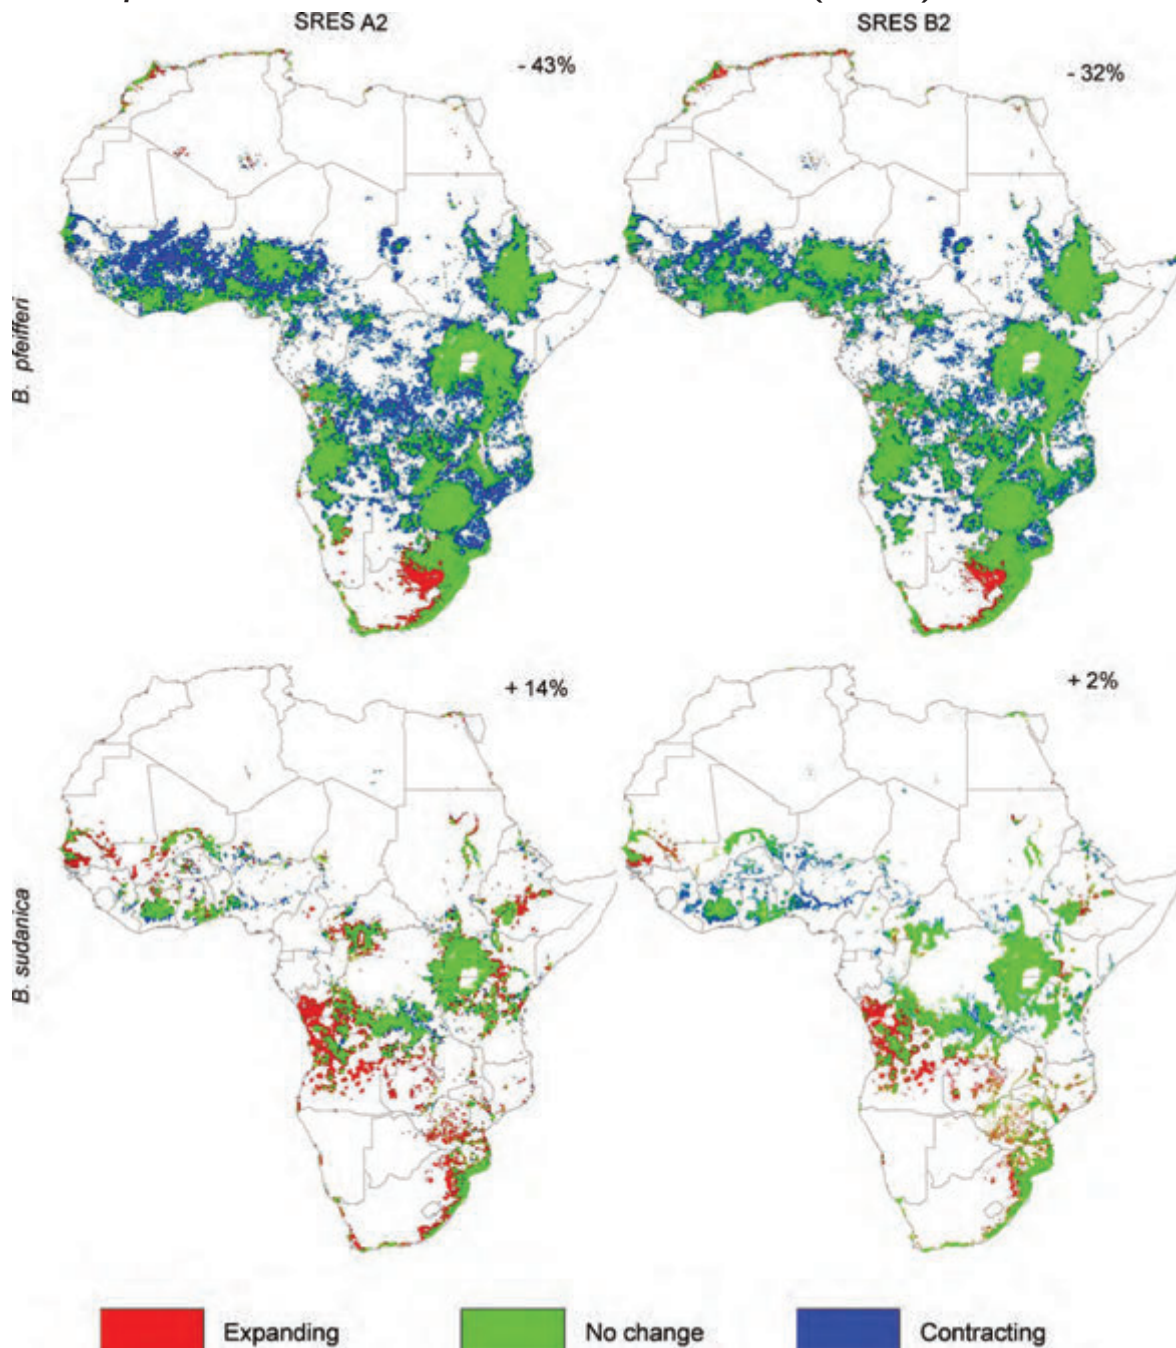 SRES A2
SRES B2
- 43%
- 32%
B. pfeifferi
+ 14%
+ 2%
B. sudanica
Expanding
No change
Contracting